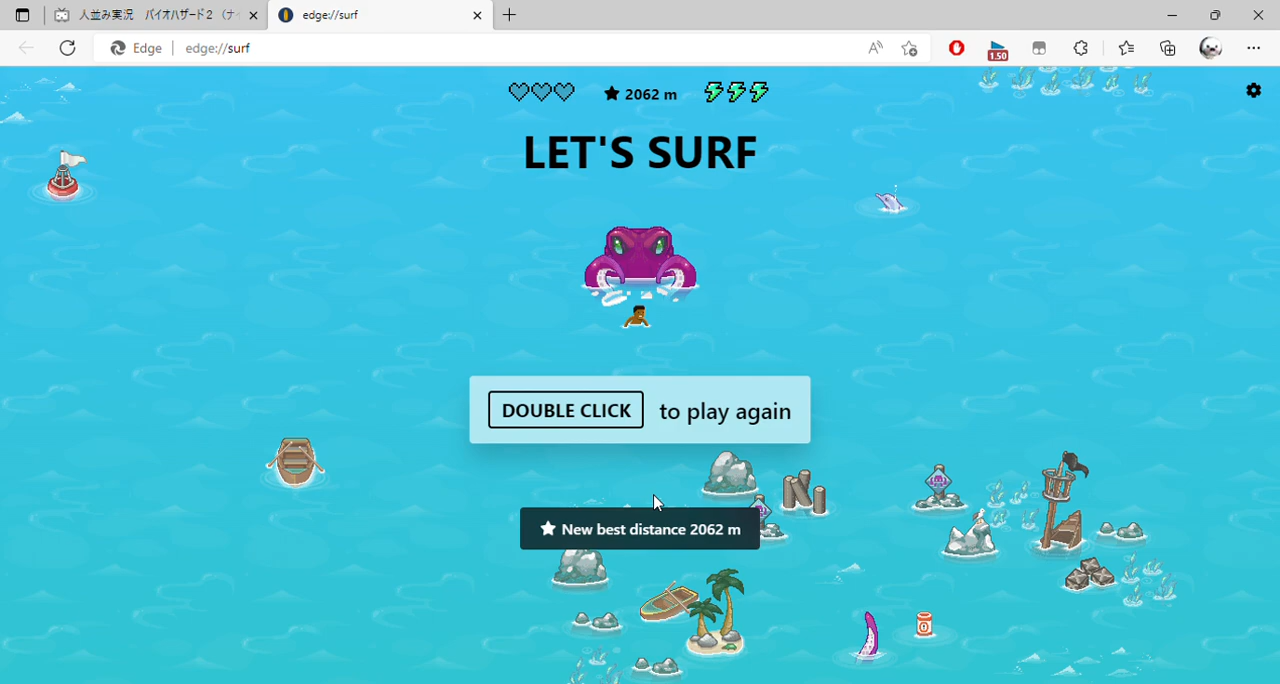 人並み実況 バイオハザード2 (ナイ
edge://surf
Edge
edge://surf
1.50
2062 m
LET'S SURF
DOUBLE CLICK to play again
New best distance 2062 m